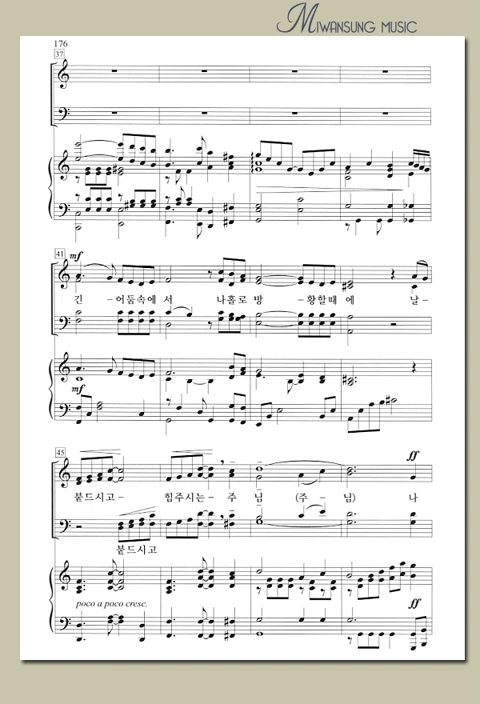 MIWANSUNG MUSIC
176
37
41
mf
긴 - 어둠속에 서 나홀로 방 - 황할때 에 날 -
mf
45
ff
붙드시고 - 힘주시는 - 주 님 (주 - 님) 나
붙드시고
poco a poco cresc.
ff